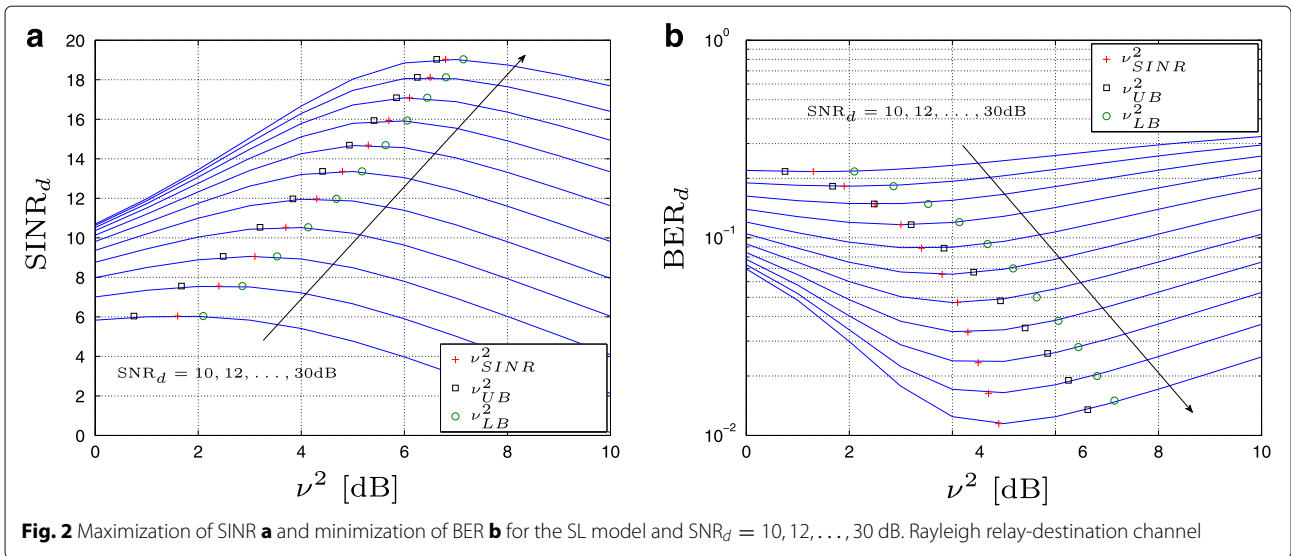 a
20
18
16
14
12
10
8
6
4
2
0
SINR_d
0 2 4 6 8 10
ν² [dB]
SNR_d = 10, 12, . . . , 30dB
ν²_SINR
ν²_UB
ν²_LB
b
10⁰
10⁻¹
10⁻²
BER_d
0 2 4 6 8 10
ν² [dB]
SNR_d = 10, 12, . . . , 30dB
ν²_SINR
ν²_UB
ν²_LB
Fig. 2 Maximization of SINR a and minimization of BER b for the SL model and SNR_d = 10, 12, . . . , 30 dB. Rayleigh relay-destination channel